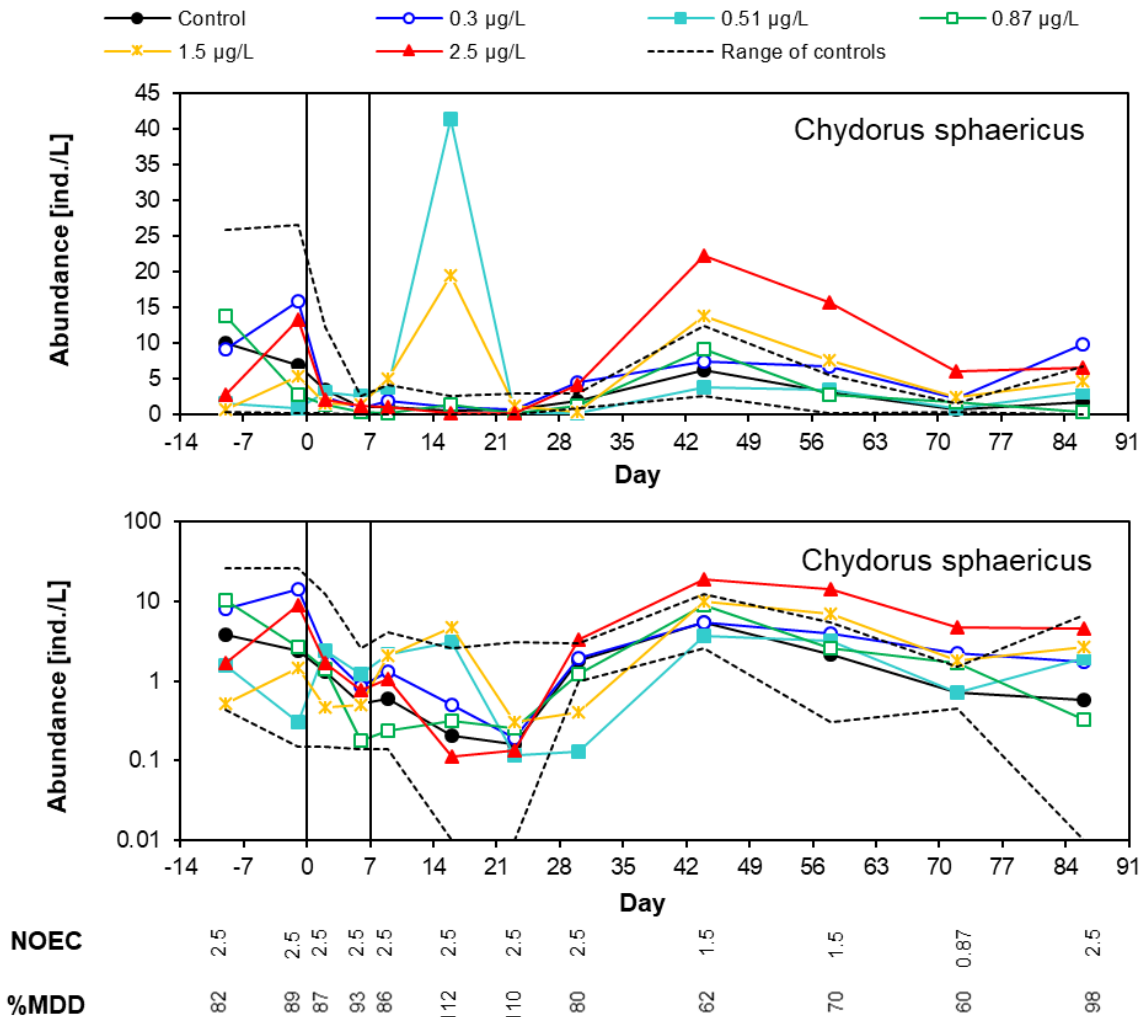 Control 0.3 µg/L 0.51 µg/L 0.87 µg/L
1.5 µg/L 2.5 µg/L Range of controls
Abundance [ind./L]
45
40
35
30
25
20
15
10
5
0
Chydorus sphaericus
-14 -7 0 7 14 21 28 35 42 49 56 63 70 77 84 91
Day
Abundance [ind./L]
100
10
1
0.1
0.01
Chydorus sphaericus
-14 -7 0 7 14 21 28 35 42 49 56 63 70 77 84 91
Day
NOEC 2.5 2.5 2.5 2.5 2.5 2.5 2.5 2.5 1.5 1.5 0.87 2.5
%MDD 82 89 87 93 86 112 110 80 62 70 60 98